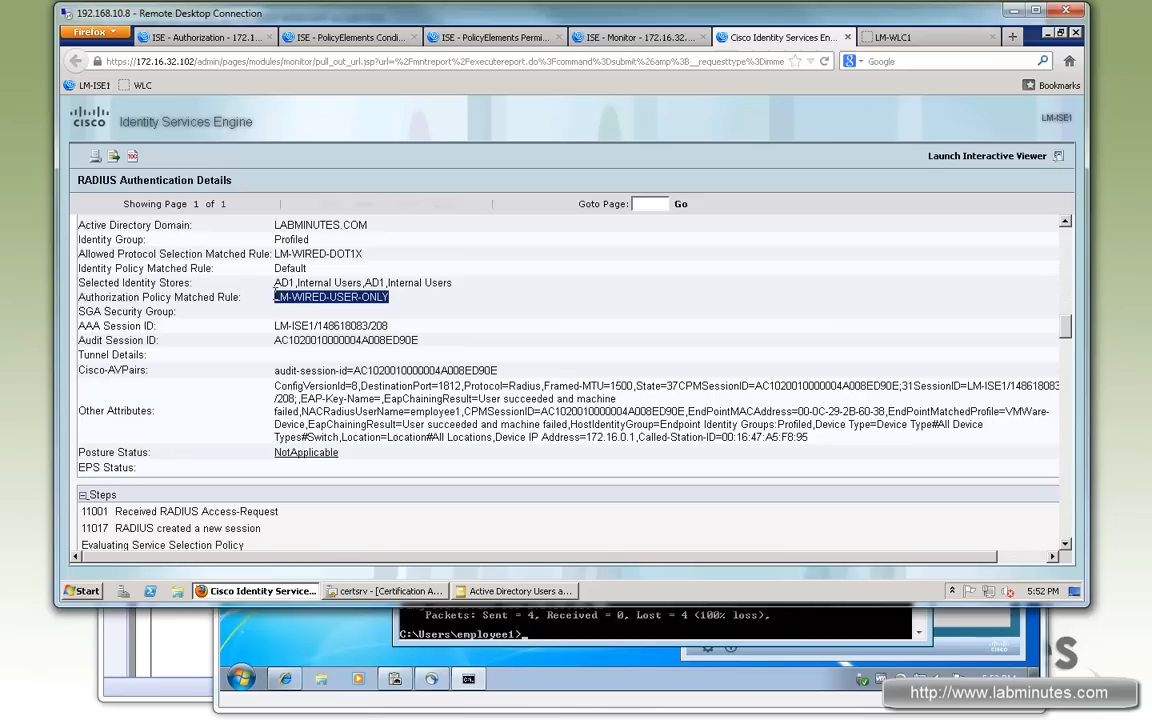 192.168.10.8 - Remote Desktop Connection
Firefox
ISE - Authorization - 172.1...
ISE - PolicyElements Condi...
ISE - PolicyElements Permi...
ISE - Monitor - 172.16.32....
Cisco Identity Services En...
LM-WLC1
https://172.16.32.102/admin/pages/modules/monitor/pull_out_url.jsp?url=%2Fmntreport%2Fexecutereport.do%3Fcommand%3Dsubmit%26amp%3B__requesttype%3Dimme
Google
LM-ISE1
WLC
Bookmarks
CISCO
Identity Services Engine
LM-ISE1
Launch Interactive Viewer
RADIUS Authentication Details
Showing Page 1 of 1
Goto Page:
Go
Active Directory Domain: LABMINUTES.COM
Identity Group: Profiled
Allowed Protocol Selection Matched Rule: LM-WIRED-DOT1X
Identity Policy Matched Rule: Default
Selected Identity Stores: AD1,Internal Users,AD1,Internal Users
Authorization Policy Matched Rule: LM-WIRED-USER-ONLY
SGA Security Group:
AAA Session ID: LM-ISE1/148618083/208
Audit Session ID: AC1020010000004A008ED90E
Tunnel Details:
Cisco-AVPairs: audit-session-id=AC1020010000004A008ED90E
ConfigVersionId=8,DestinationPort=1812,Protocol=Radius,Framed-MTU=1500,State=37CPMSessionID=AC1020010000004A008ED90E;31SessionID=LM-ISE1/148618083
/208;,EAP-Key-Name=,EapChainingResult=User succeeded and machine
Other Attributes: failed,NACRadiusUserName=employee1,CPMSessionID=AC1020010000004A008ED90E,EndPointMACAddress=00-0C-29-2B-60-38,EndPointMatchedProfile=VMWare-
Device,EapChainingResult=User succeeded and machine failed,HostIdentityGroup=Endpoint Identity Groups:Profiled,Device Type=Device Type#All Device
Types#Switch,Location=Location#All Locations,Device IP Address=172.16.0.1,Called-Station-ID=00:16:47:A5:F8:95
Posture Status: NotApplicable
EPS Status:
Steps
11001 Received RADIUS Access-Request
11017 RADIUS created a new session
Evaluating Service Selection Policy
Start
Cisco Identity Service...
certsrv - [Certification A...
Active Directory Users a...
5:52 PM
Packets: Sent = 4, Received = 0, Lost = 4 (100% loss),
C:\Users\employee1>_
http://www.labminutes.com